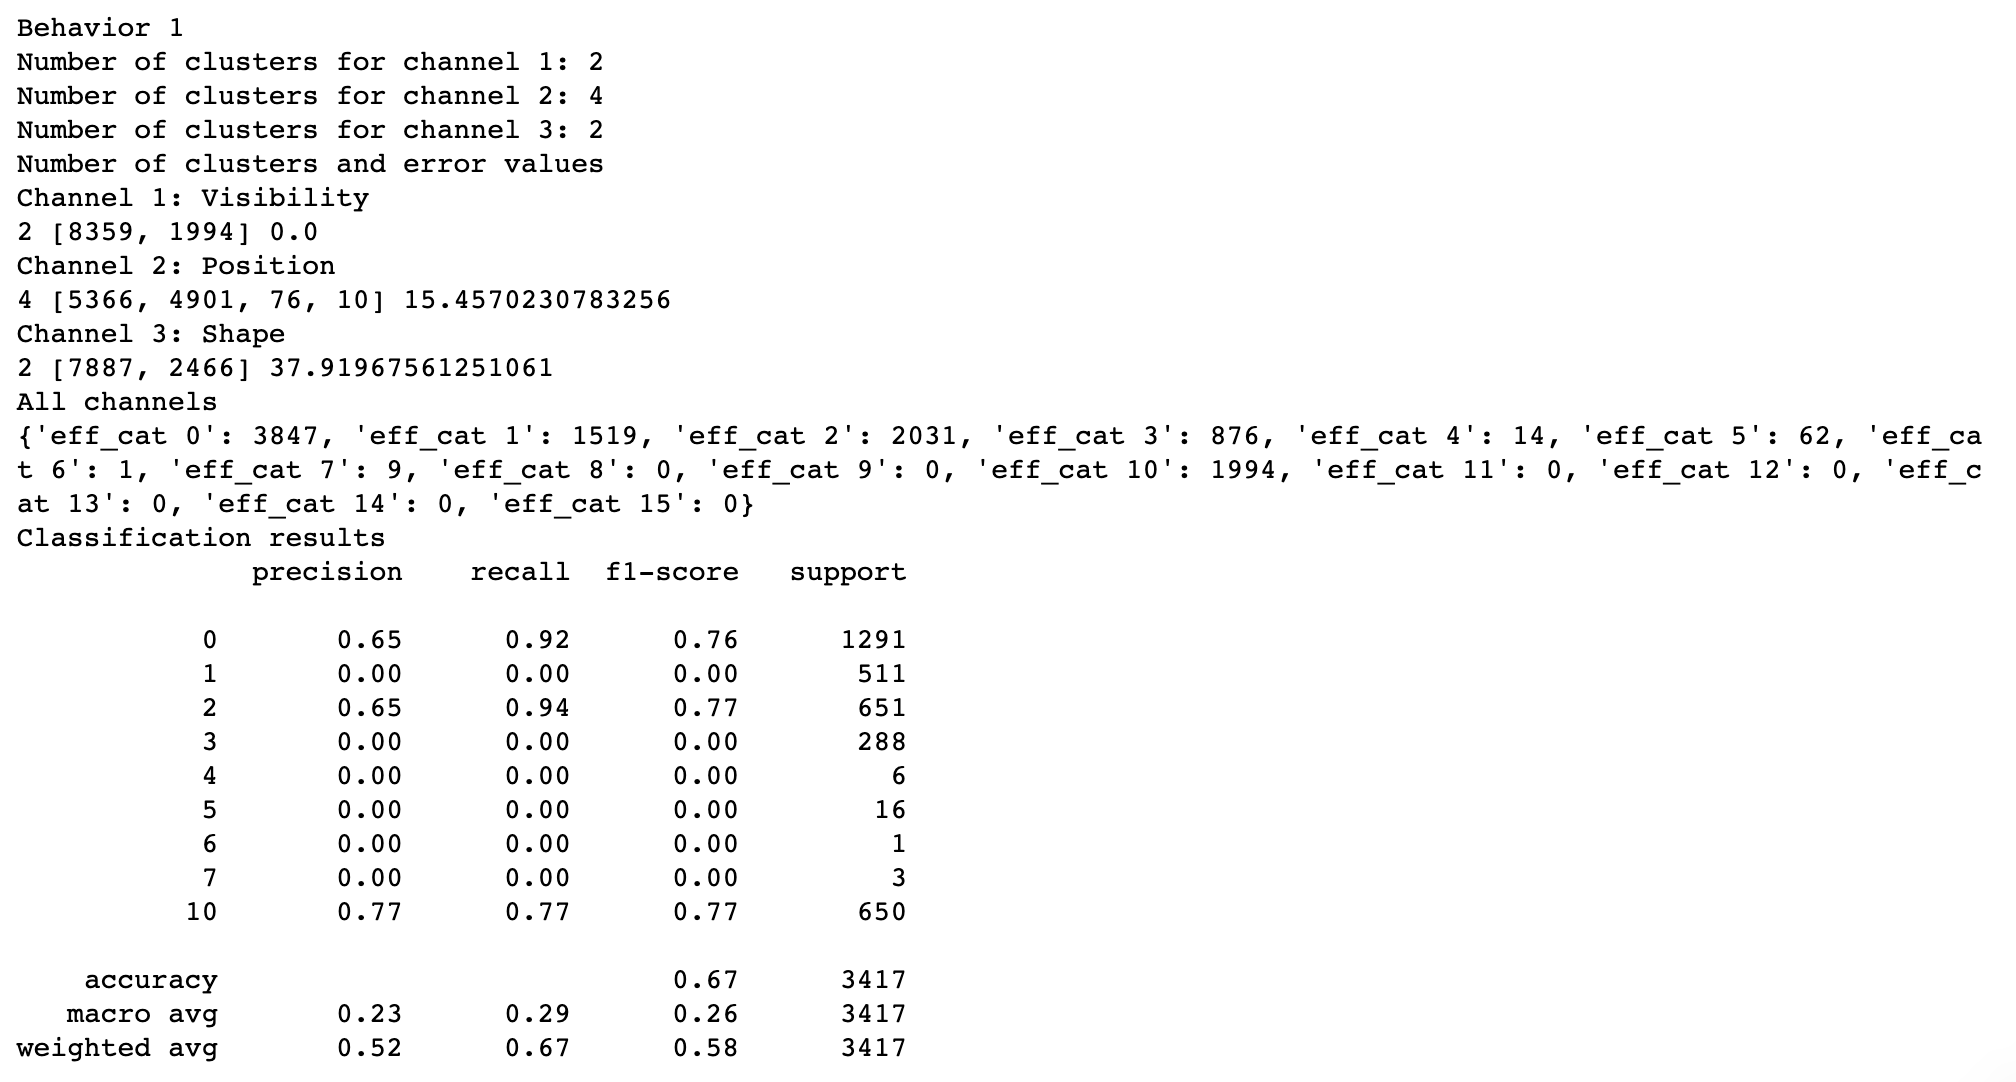 Behavior 1
Number of clusters for channel 1: 2
Number of clusters for channel 2: 4
Number of clusters for channel 3: 2
Number of clusters and error values
Channel 1: Visibility
2 [8359, 1994] 0.0
Channel 2: Position
4 [5366, 4901, 76, 10] 15.4570230783256
Channel 3: Shape
2 [7887, 2466] 37.91967561251061
All channels
{'eff_cat 0': 3847, 'eff_cat 1': 1519, 'eff_cat 2': 2031, 'eff_cat 3': 876, 'eff_cat 4': 14, 'eff_cat 5': 62, 'eff_ca
t 6': 1, 'eff_cat 7': 9, 'eff_cat 8': 0, 'eff_cat 9': 0, 'eff_cat 10': 1994, 'eff_cat 11': 0, 'eff_cat 12': 0, 'eff_c
at 13': 0, 'eff_cat 14': 0, 'eff_cat 15': 0}
Classification results
precision recall f1-score support
0 0.65 0.92 0.76 1291
1 0.00 0.00 0.00 511
2 0.65 0.94 0.77 651
3 0.00 0.00 0.00 288
4 0.00 0.00 0.00 6
5 0.00 0.00 0.00 16
6 0.00 0.00 0.00 1
7 0.00 0.00 0.00 3
10 0.77 0.77 0.77 650
accuracy 0.67 3417
macro avg 0.23 0.29 0.26 3417
weighted avg 0.52 0.67 0.58 3417